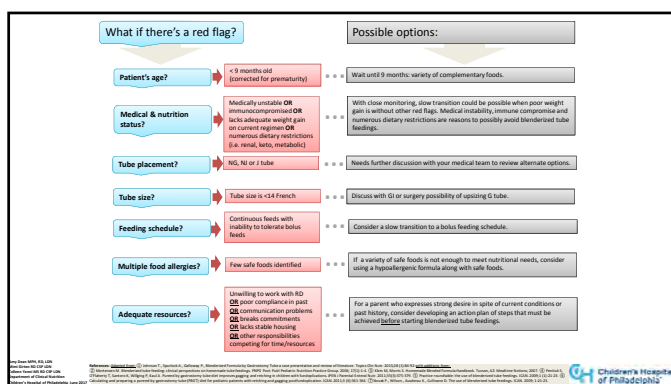 What if there's a red flag?
Possible options:
Patient's age?
< 9 months old
(corrected for prematurity)
Wait until 9 months: variety of complementary foods.
Medical & nutrition
status?
Medically unstable OR
immunocompromised OR
lacks adequate weight gain
on current regimen OR
numerous dietary restrictions
(i.e. renal, keto, metabolic)
With close monitoring, slow transition could be possible when poor weight
gain is without other red flags. Medical instability, immune compromise and
numerous dietary restrictions are reasons to possibly avoid blenderized tube
feedings.
Tube placement?
NG, NJ or J tube
Needs further discussion with your medical team to review alternate options.
Tube size?
Tube size is <14 French
Discuss with GI or surgery possibility of upsizing G tube.
Feeding schedule?
Continuous feeds with
inability to tolerate bolus
feeds
Consider a slow transition to a bolus feeding schedule.
Multiple food allergies?
Few safe foods identified
If a variety of safe foods is not enough to meet nutritional needs, consider
using a hypoallergenic formula along with safe foods.
Adequate resources?
Unwilling to work with RD
OR poor compliance in past
OR communication problems
OR breaks commitments
OR lacks stable housing
OR other responsibilities
competing for time/resources
For a parent who expresses strong desire in spite of current conditions or
past history, consider developing an action plan of steps that must be
achieved before starting blenderized tube feedings.
Department of Clinical Nutrition
Children's Hospital of Philadelphia June 2017
Children's Hospital
of Philadelphia